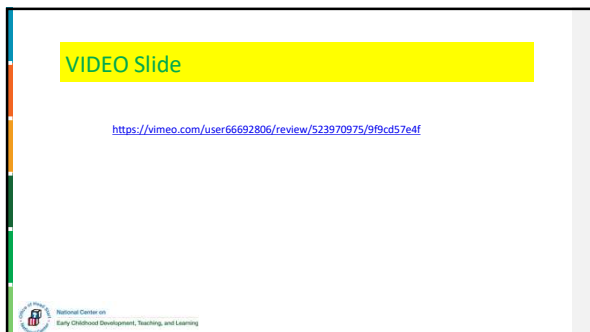 VIDEO Slide
https://vimeo.com/user66692806/review/523970975/9f9cd57e4f
National Center on
Early Childhood Development, Teaching, and Learning